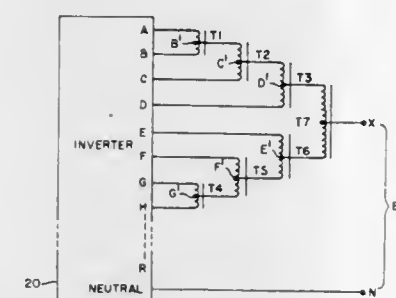 A
B
C
D
E
F
G
H
R
INVERTER
NEUTRAL
20
B' T1
C' T2
D' T3
T7
X
E' T6
F' T5
G' T4
E
N